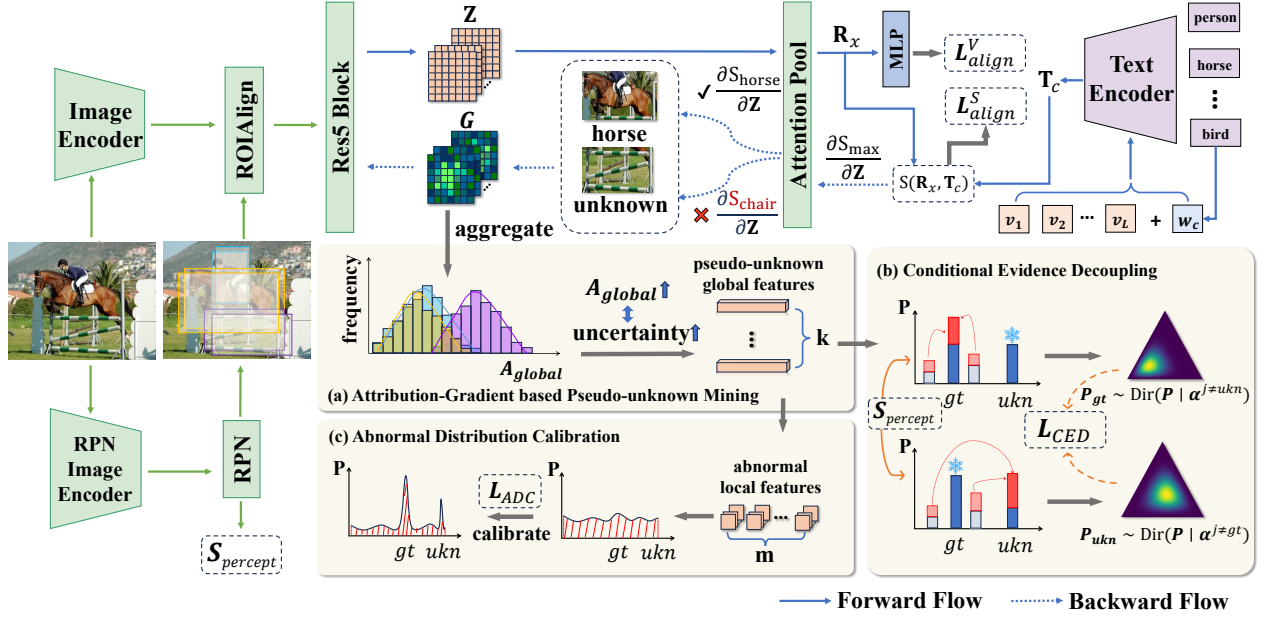 Image
Encoder
ROIAlign
Res5 Block
Z
G
horse
unknown
✓ ∂S_horse / ∂Z
✗ ∂S_chair / ∂Z
Attention Pool
R_x
MLP
L^V_align
L^S_align
∂S_max / ∂Z
S(R_x, T_c)
T_c
Text
Encoder
person
horse
bird
v_1 v_2 ... v_L + w_c
RPN
Image
Encoder
RPN
S_percept
aggregate
frequency
A_global
A_global
uncertainty
pseudo-unknown
global features
k
(a) Attribution-Gradient based Pseudo-unknown Mining
(b) Conditional Evidence Decoupling
P
gt ukn
P_gt ~ Dir(P | α^{j≠ukn})
S_percept
L_CED
P
gt ukn
P_ukn ~ Dir(P | α^{j≠gt})
(c) Abnormal Distribution Calibration
P
gt ukn
L_ADC
calibrate
P
gt ukn
abnormal
local features
m
Forward Flow
Backward Flow